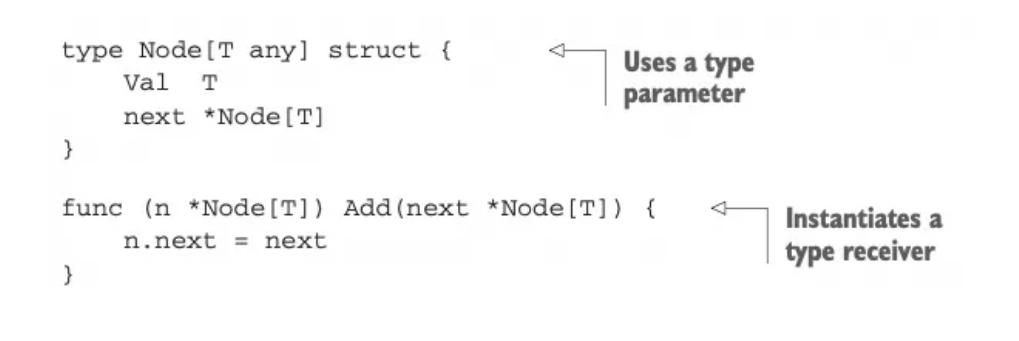 type Node[T any] struct {
    Val  T
    next *Node[T]
}
Uses a type
parameter
func (n *Node[T]) Add(next *Node[T]) {
    n.next = next
}
Instantiates a
type receiver